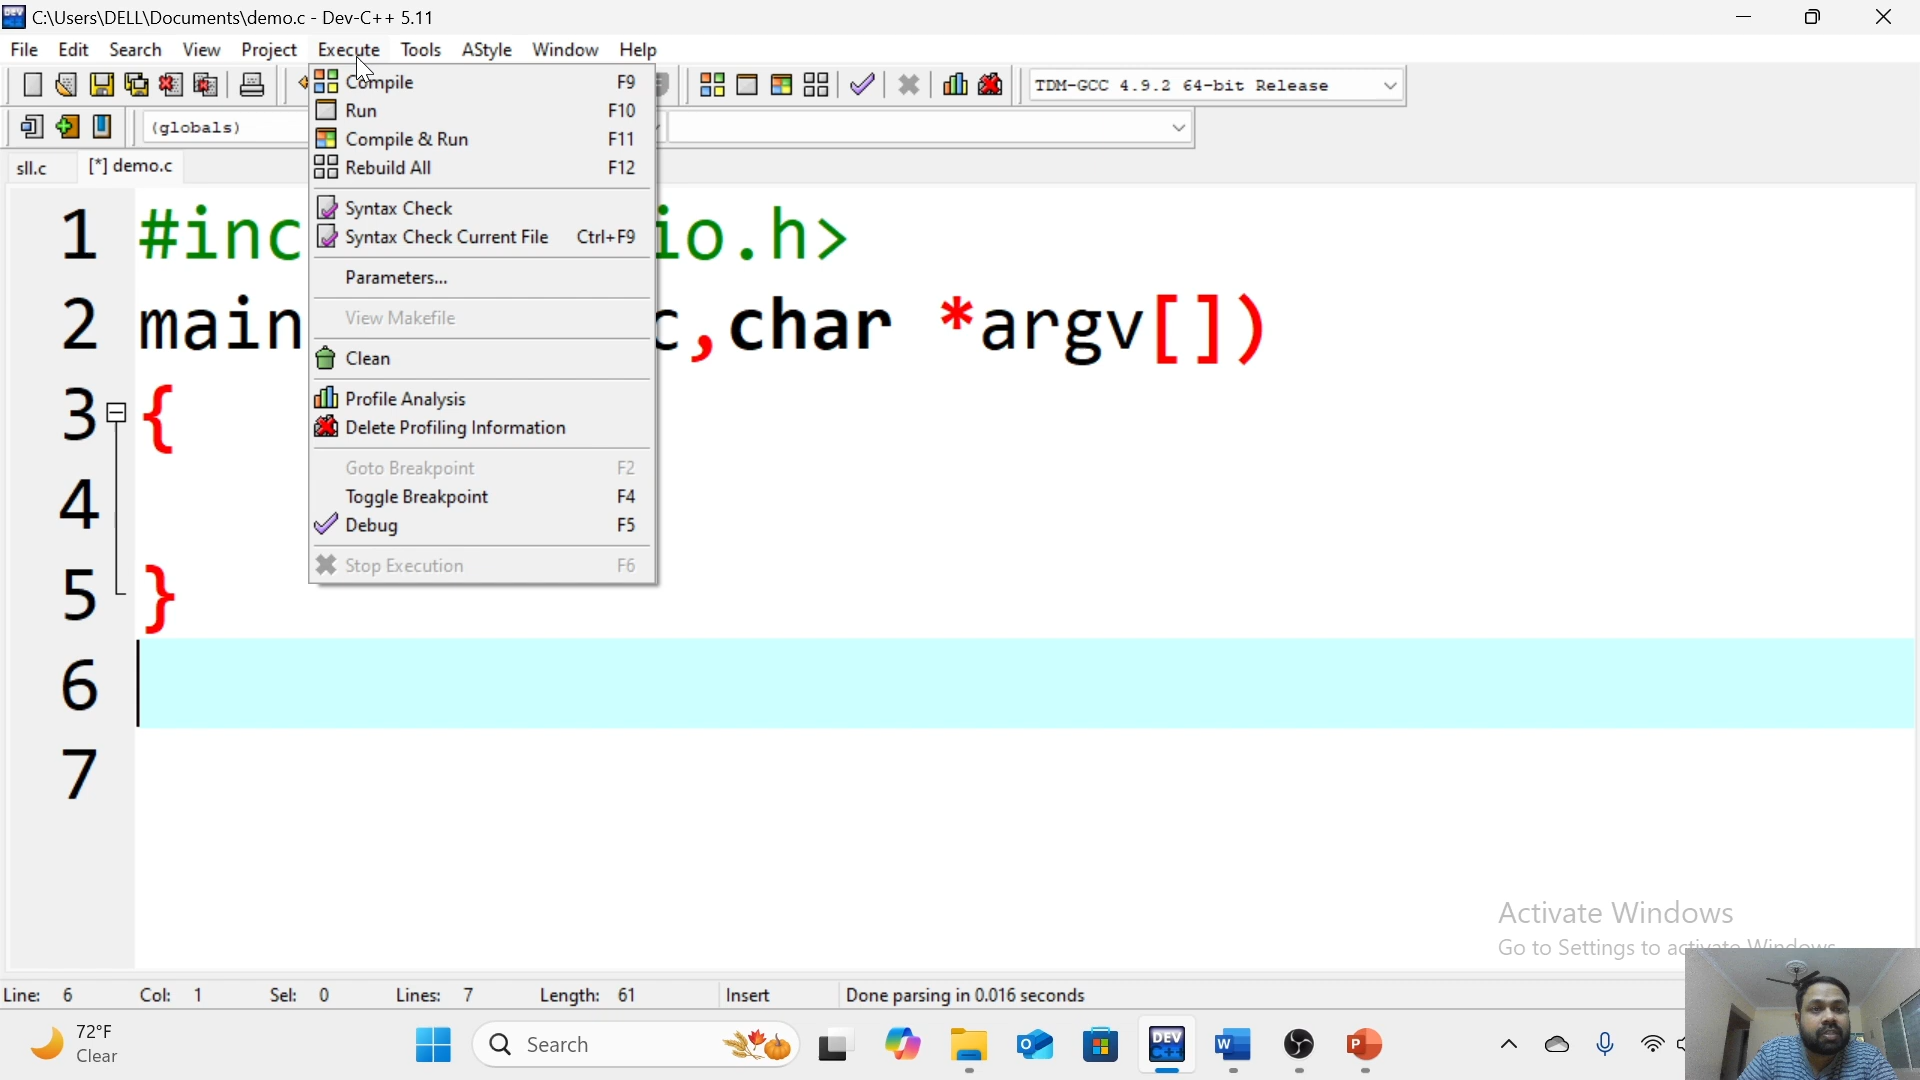 C:\Users\DELL\Documents\demo.c - Dev-C++ 5.11
File Edit Search View Project Execute Tools AStyle Window Help
TDM-GCC 4.9.2 64-bit Release
(globals)
sll.c [*] demo.c
Compile F9
Run F10
Compile & Run F11
Rebuild All F12
Syntax Check
Syntax Check Current File Ctrl+F9
Parameters...
View Makefile
Clean
Profile Analysis
Delete Profiling Information
Goto Breakpoint F2
Toggle Breakpoint F4
Debug F5
Stop Execution F6
1 #inc io.h>
2 main c,char *argv[])
3 {
4
5 }
6
7
Activate Windows
Go to Settings to activate Windows.
Line: 6 Col: 1 Sel: 0 Lines: 7 Length: 61 Insert Done parsing in 0.016 seconds
72°F
Clear
Search
DEV
C++